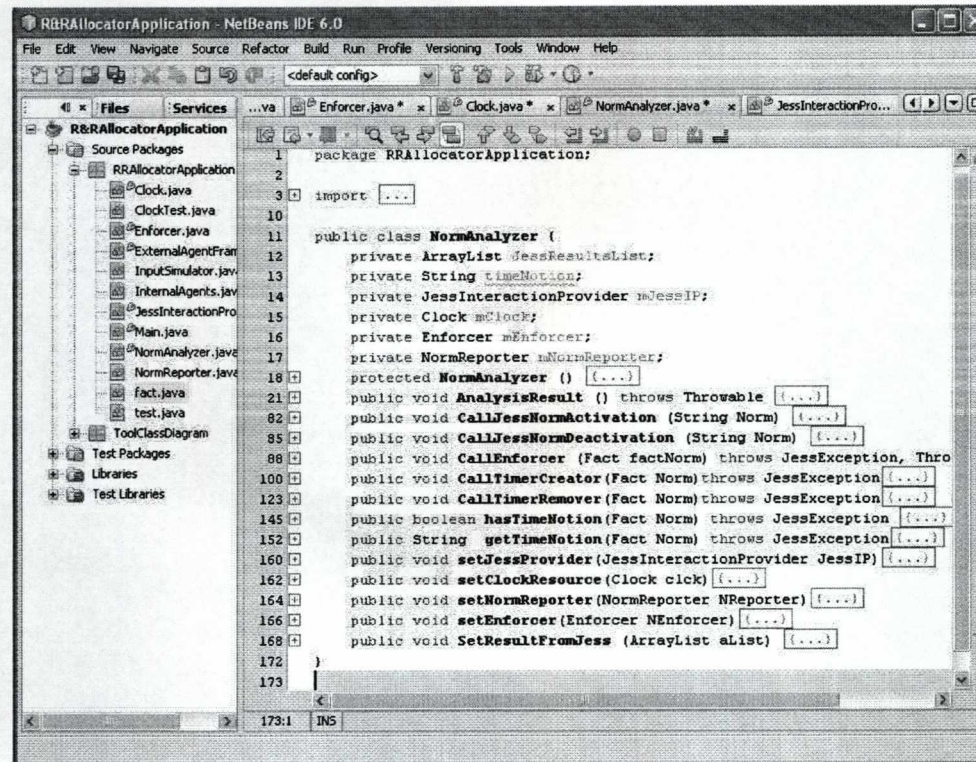 R&RAllocatorApplication - NetBeans IDE 6.0
File Edit View Navigate Source Refactor Build Run Profile Versioning Tools Window Help
<default config>
Files Services
...va Enforcer.java * x Clock.java * x NormAnalyzer.java * x JessInteractionPro...
R&RAllocatorApplication
Source Packages
RRAllocatorApplication
Clock.java
ClockTest.java
Enforcer.java
ExternalAgentFram
InputSimulator.java
InternalAgents.jav
JessInteractionPro
Main.java
NormAnalyzer.java
NormReporter.java
fact.java
test.java
ToolClassDiagram
Test Packages
Libraries
Test Libraries
1 package RRAllocatorApplication;
2
3 import ...
10
11 public class NormAnalyzer {
12 private ArrayList JessResultsList;
13 private String timeNotion;
14 private JessInteractionProvider mJessIP;
15 private Clock mClock;
16 private Enforcer mEnforcer;
17 private NormReporter mNormReporter;
18 protected NormAnalyzer () {...}
21 public void AnalysisResult () throws Throwable {...}
82 public void CallJessNormActivation (String Norm) {...}
85 public void CallJessNormDeactivation (String Norm) {...}
88 public void CallEnforcer (Fact factNorm) throws JessException, Thro
100 public void CallTimerCreator(Fact Norm)throws JessException{...}
123 public void CallTimerRemover(Fact Norm)throws JessException{...}
145 public boolean hasTimeNotion(Fact Norm) throws JessException {...}
152 public String getTimeNotion(Fact Norm) throws JessException{...}
160 public void setJessProvider(JessInteractionProvider JessIP){...}
162 public void setClockResource(Clock clck){...}
164 public void setNormReporter(NormReporter NReporter){...}
166 public void setEnforcer(Enforcer NEnforcer){...}
168 public void SetResultFromJess (ArrayList aList) {...}
172 }
173
173:1 INS